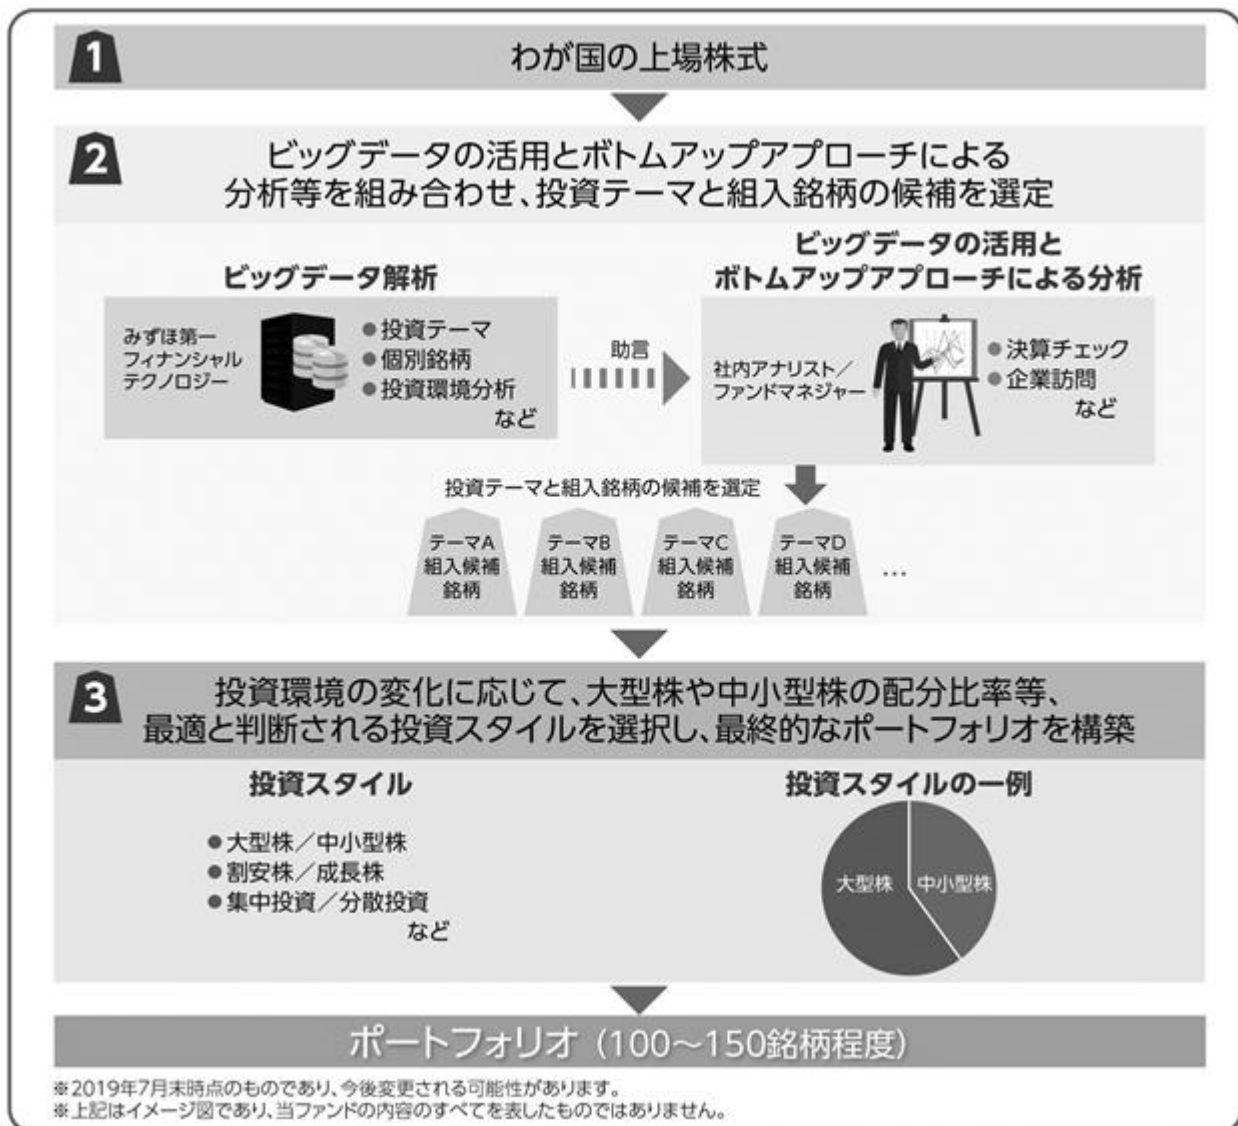 1
わが国の上場株式
2
ビッグデータの活用とボトムアップアプローチによる
分析等を組み合わせ、投資テーマと組入銘柄の候補を選定
ビッグデータ解析
みずほ第一
フィナンシャル
テクノロジー
●投資テーマ
●個別銘柄
●投資環境分析
など
助言
ビッグデータの活用と
ボトムアップアプローチによる分析
社内アナリスト／
ファンドマネジャー
●決算チェック
●企業訪問
など
投資テーマと組入銘柄の候補を選定
テーマA
組入候補
銘柄
テーマB
組入候補
銘柄
テーマC
組入候補
銘柄
テーマD
組入候補
銘柄
…
3
投資環境の変化に応じて、大型株や中小型株の配分比率等、
最適と判断される投資スタイルを選択し、最終的なポートフォリオを構築
投資スタイル
●大型株／中小型株
●割安株／成長株
●集中投資／分散投資
など
投資スタイルの一例
大型株
中小型株
ポートフォリオ（100～150銘柄程度）
※2019年7月末時点のものであり、今後変更される可能性があります。
※上記はイメージ図であり、当ファンドの内容のすべてを表したものではありません。